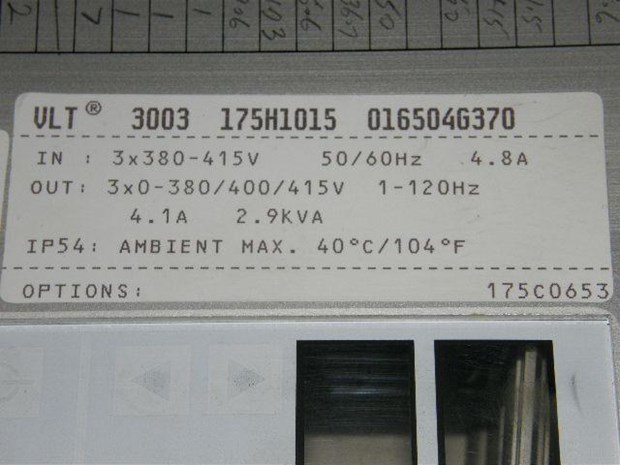 VLT® 3003 175H1015 016504G370
IN : 3x380-415V 50/60Hz 4.8A
OUT: 3x0-380/400/415V 1-120Hz
4.1A 2.9KVA
IP54: AMBIENT MAX. 40°C/104°F
OPTIONS: 175C0653